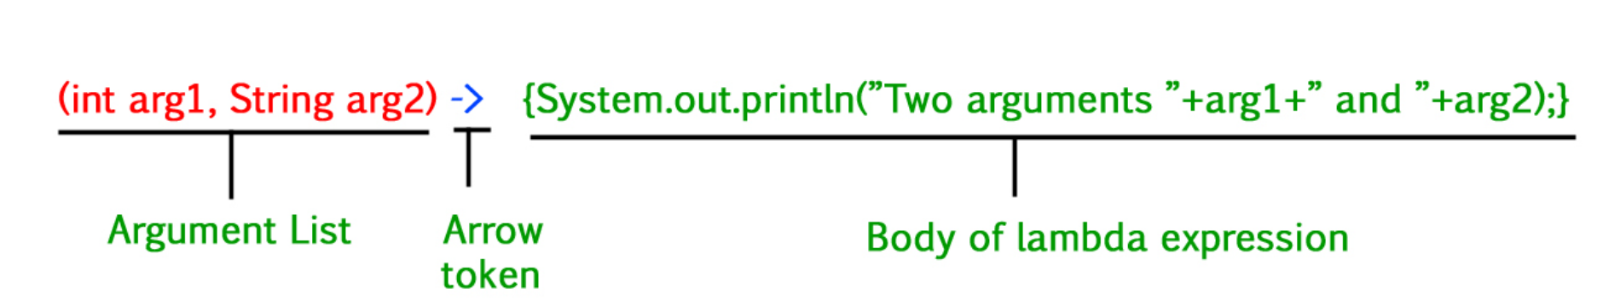 (int arg1, String arg2) -> {System.out.println(”Two arguments ”+arg1+” and ”+arg2);}
Argument List
Arrow
token
Body of lambda expression